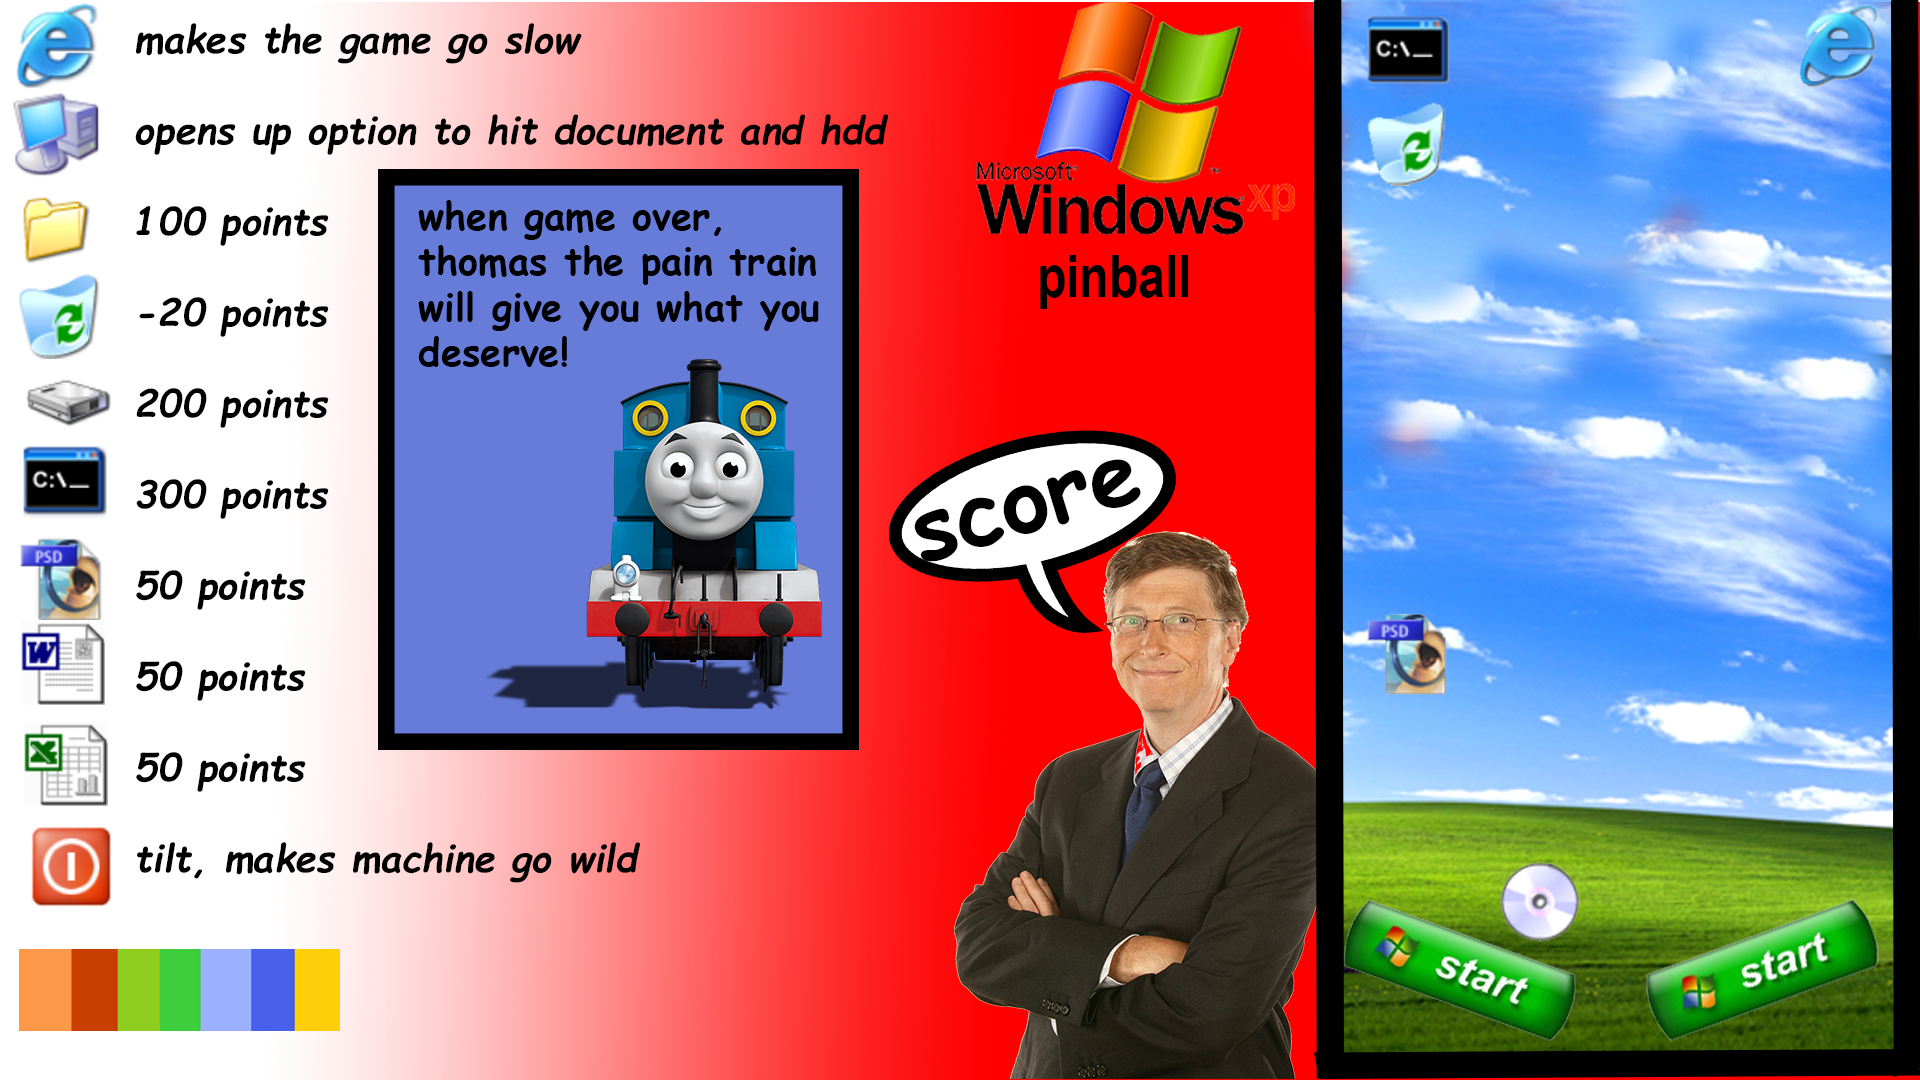 makes the game go slow
opens up option to hit document and hdd
100 points
-20 points
200 points
C:\_
300 points
PSD
50 points
W
50 points
X
50 points
tilt, makes machine go wild
when game over,
thomas the pain train
will give you what you
deserve!
Microsoft®
Windows xp
™
pinball
score
C:\_
PSD
start
start